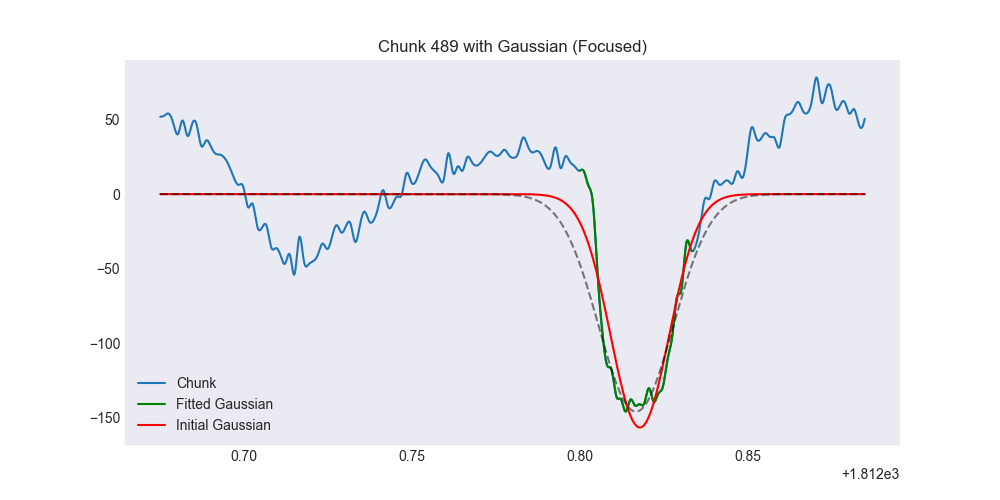 Chunk 489 with Gaussian (Focused)
50
0
−50
−100
−150
Chunk
Fitted Gaussian
Initial Gaussian
0.70 0.75 0.80 0.85
+1.812e3